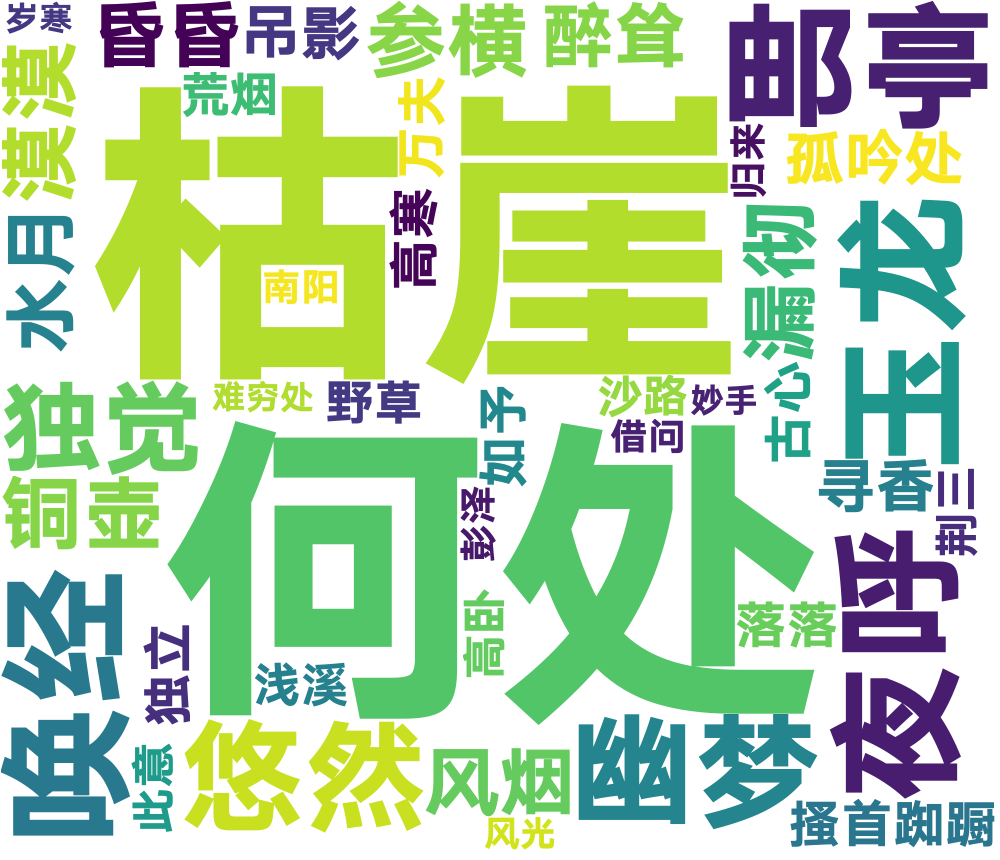 岁寒
昏昏
吊影
参横
醉耸
邮亭
漠漠
荒烟
万夫
归来
孤吟处
枯崖
高寒
水月
南阳
漏彻
玉龙
独觉
难穷处
野草
如予
沙路
妙手
古心
借问
铜壶
何处
彭泽
寻香
荆三
唤经
独立
浅溪
高卧
落落
夜呼
此意
悠然
风烟
幽梦
风光
搔首踟蹰